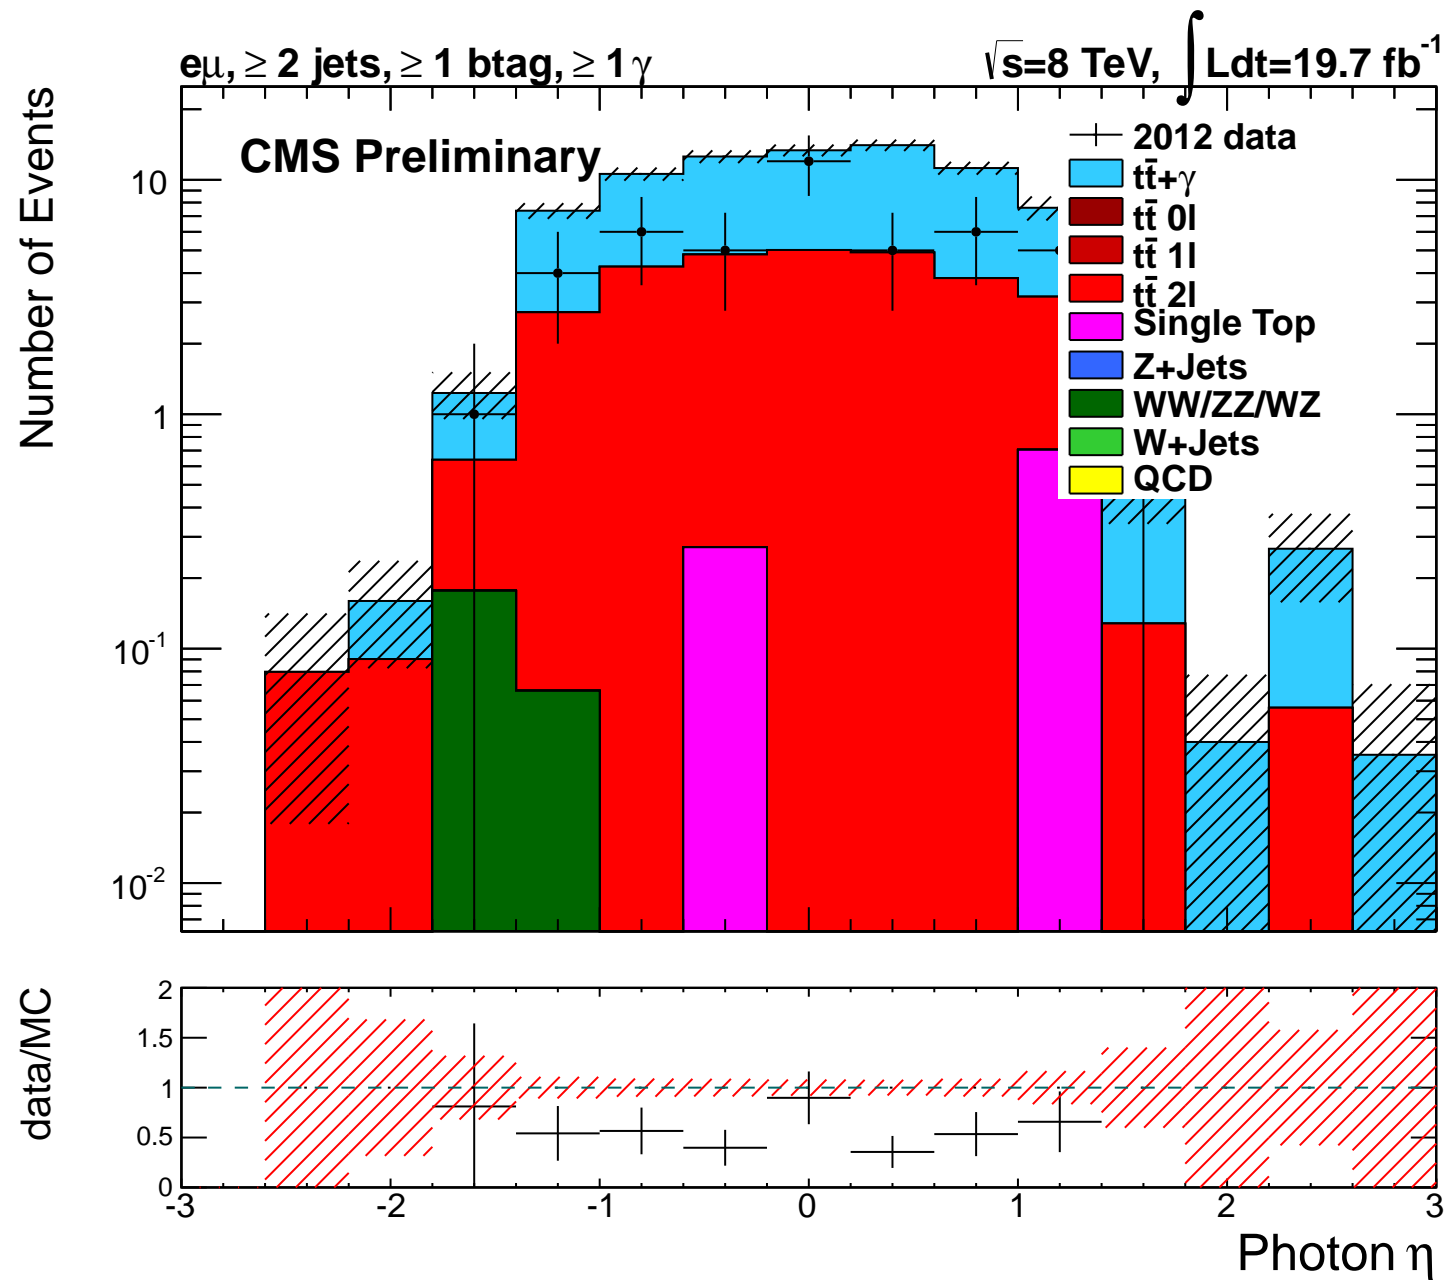 eμ, ≥ 2 jets, ≥ 1 btag, ≥ 1 γ
√s=8 TeV, ∫Ldt=19.7 fb⁻¹
CMS Preliminary
Number of Events
10
1
10⁻¹
10⁻²
2012 data
tt̄+γ
tt̄ 0l
tt̄ 1l
tt̄ 2l
Single Top
Z+Jets
WW/ZZ/WZ
W+Jets
QCD
data/MC
2
1.5
1
0.5
0
-3 -2 -1 0 1 2 3
Photon η